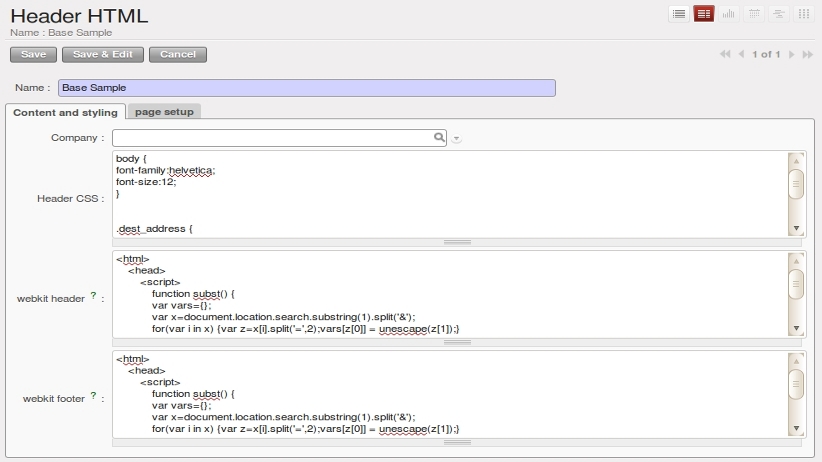 Header HTML
Name : Base Sample
Save Save & Edit Cancel 1 of 1
Name : Base Sample
Content and styling page setup
Company :
Header CSS :
body {
font-family:helvetica;
font-size:12;
}
.dest_address {
webkit header ? :
<html>
<head>
<script>
function subst() {
var vars={};
var x=document.location.search.substring(1).split('&');
for(var i in x) {var z=x[i].split('=',2);vars[z[0]] = unescape(z[1]);}
webkit footer ? :
<html>
<head>
<script>
function subst() {
var vars={};
var x=document.location.search.substring(1).split('&');
for(var i in x) {var z=x[i].split('=',2);vars[z[0]] = unescape(z[1]);}